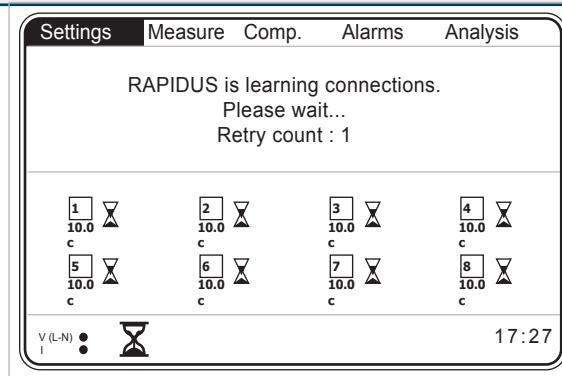 Settings Measure Comp. Alarms Analysis
RAPIDUS is learning connections.
Please wait...
Retry count : 1
1 2 3 4
10.0 10.0 10.0 10.0
c c c c
5 6 7 8
10.0 10.0 10.0 10.0
c c c c
V (L-N)
I
17:27